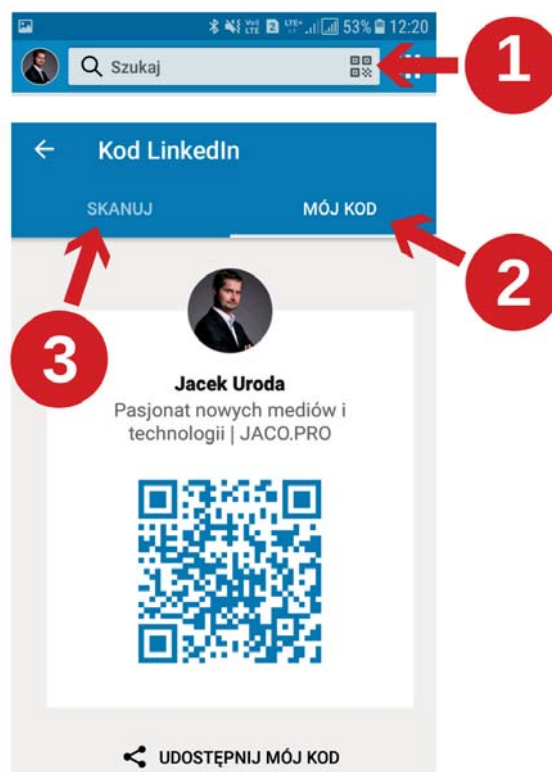 53% 12:20
Szukaj
1
Kod LinkedIn
SKANUJ MÓJ KOD
2
3
Jacek Uroda
Pasjonat nowych mediów i
technologii | JACO.PRO
UDOSTĘPNIJ MÓJ KOD